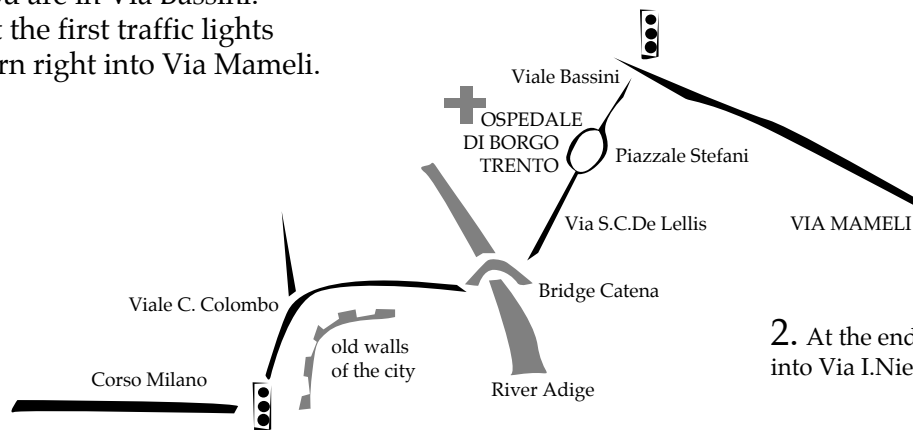 t the first traffic lights
rn right into Via Mameli.
Viale Bassini
OSPEDALE
DI BORGO
TRENTO
Piazzale Stefani
Via S.C.De Lellis
VIA MAMELI
Bridge Catena
Viale C. Colombo
old walls
of the city
2. At the end
into Via I.Nie
Corso Milano
River Adige